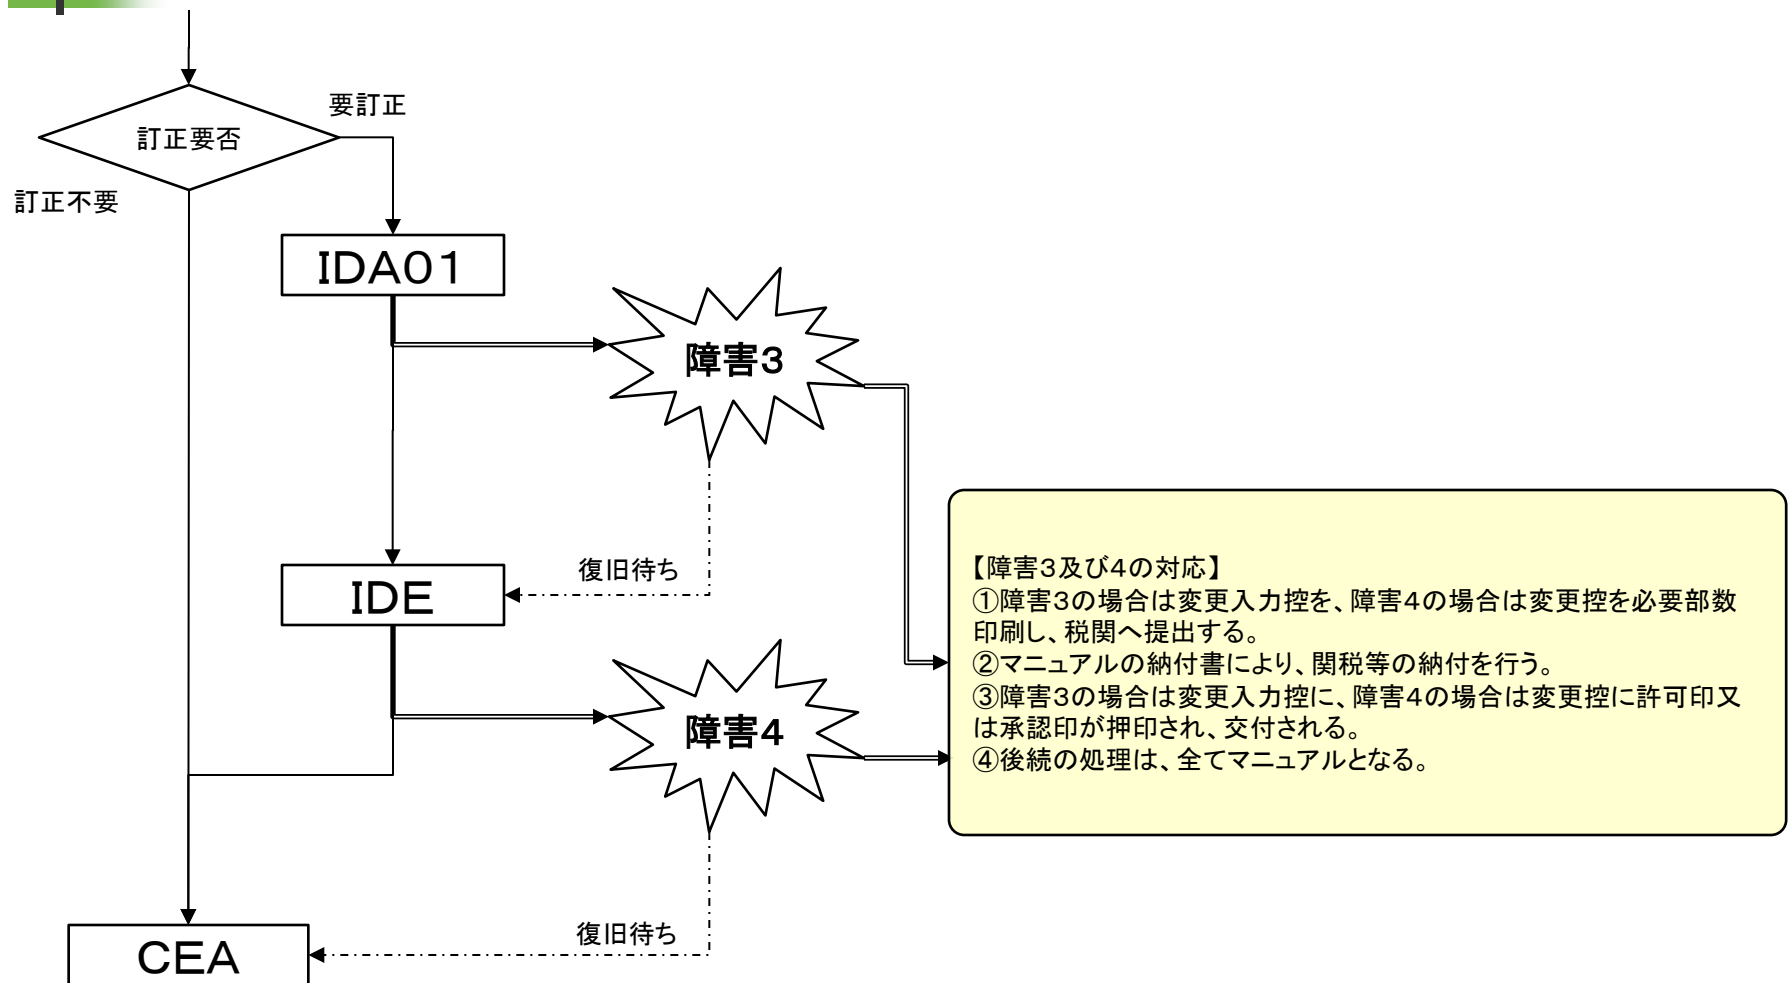 要訂正
訂正要否
訂正不要
IDA01
障害3
復旧待ち
IDE
障害4
【障害3及び4の対応】
①障害3の場合は変更入力控を、障害4の場合は変更控を必要部数
印刷し、税関へ提出する。
②マニュアルの納付書により、関税等の納付を行う。
③障害3の場合は変更入力控に、障害4の場合は変更控に許可印又
は承認印が押印され、交付される。
④後続の処理は、全てマニュアルとなる。
復旧待ち
CEA